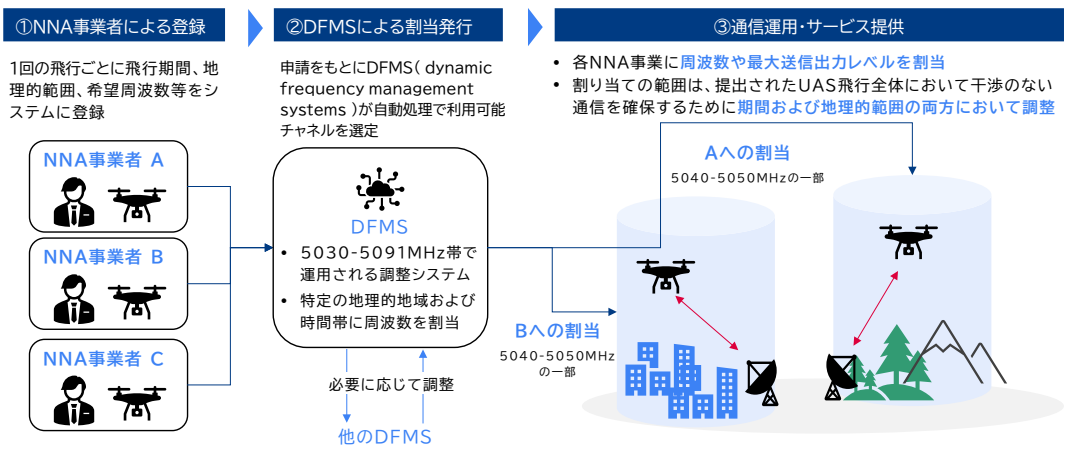 ①NNA事業者による登録
1回の飛行ごとに飛行期間、地
理的範囲、希望周波数等をシ
ステムに登録
NNA事業者 A
NNA事業者 B
NNA事業者 C
②DFMSによる割当発行
申請をもとにDFMS( dynamic
frequency management
systems )が自動処理で利用可能
チャネルを選定
DFMS
• 5030-5091MHz帯で
運用される調整システム
• 特定の地理的地域および
時間帯に周波数を割当
必要に応じて調整
他のDFMS
③通信運用・サービス提供
• 各NNA事業に周波数や最大送信出力レベルを割当
• 割り当ての範囲は、提出されたUAS飛行全体において干渉のない
通信を確保するために期間および地理的範囲の両方において調整
Aへの割当
5040-5050MHzの一部
Bへの割当
5040-5050MHz
の一部